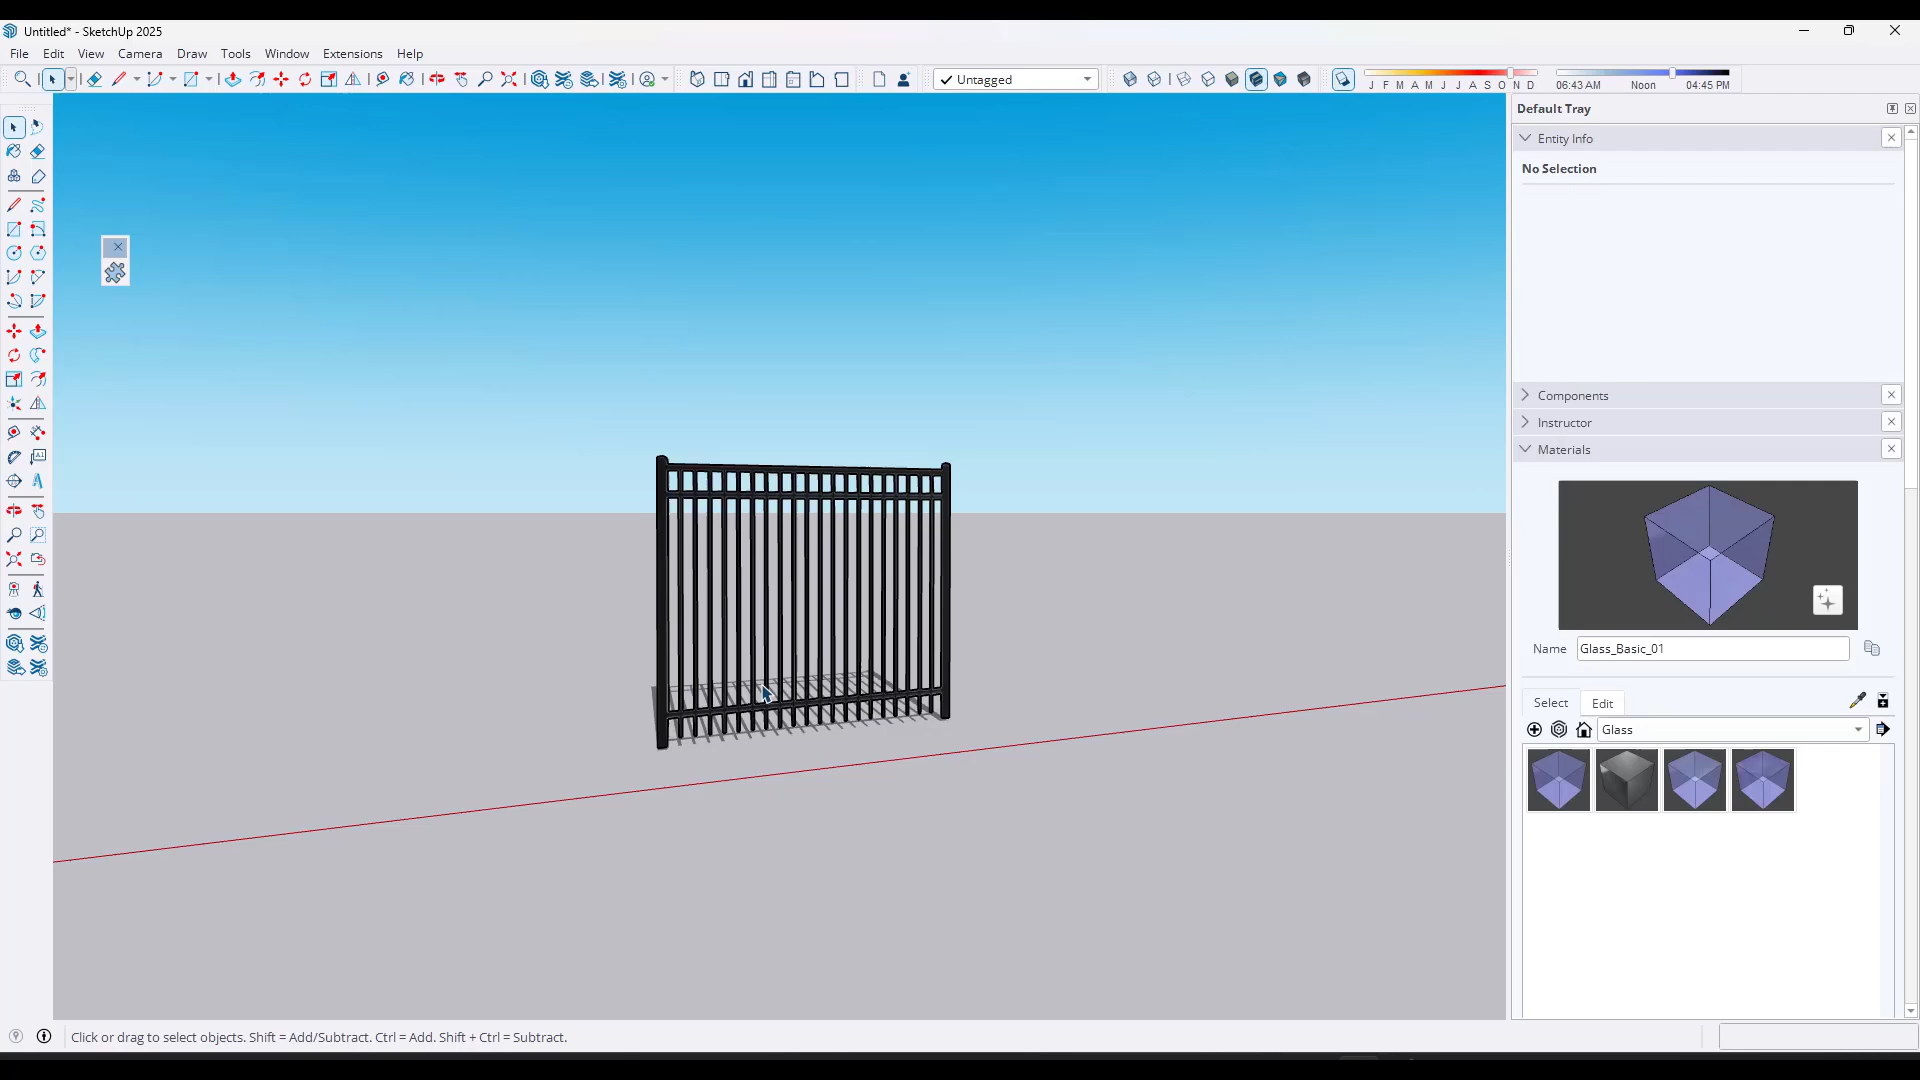 Untitled* - SketchUp 2025
File Edit View Camera Draw Tools Window Extensions Help
Untagged
J F M A M J J A S O N D
06:43 AM Noon 04:45 PM
Default Tray
Entity Info
No Selection
Components
Instructor
Materials
Name Glass_Basic_01
Select Edit
Glass
Click or drag to select objects. Shift = Add/Subtract. Ctrl = Add. Shift + Ctrl = Subtract.